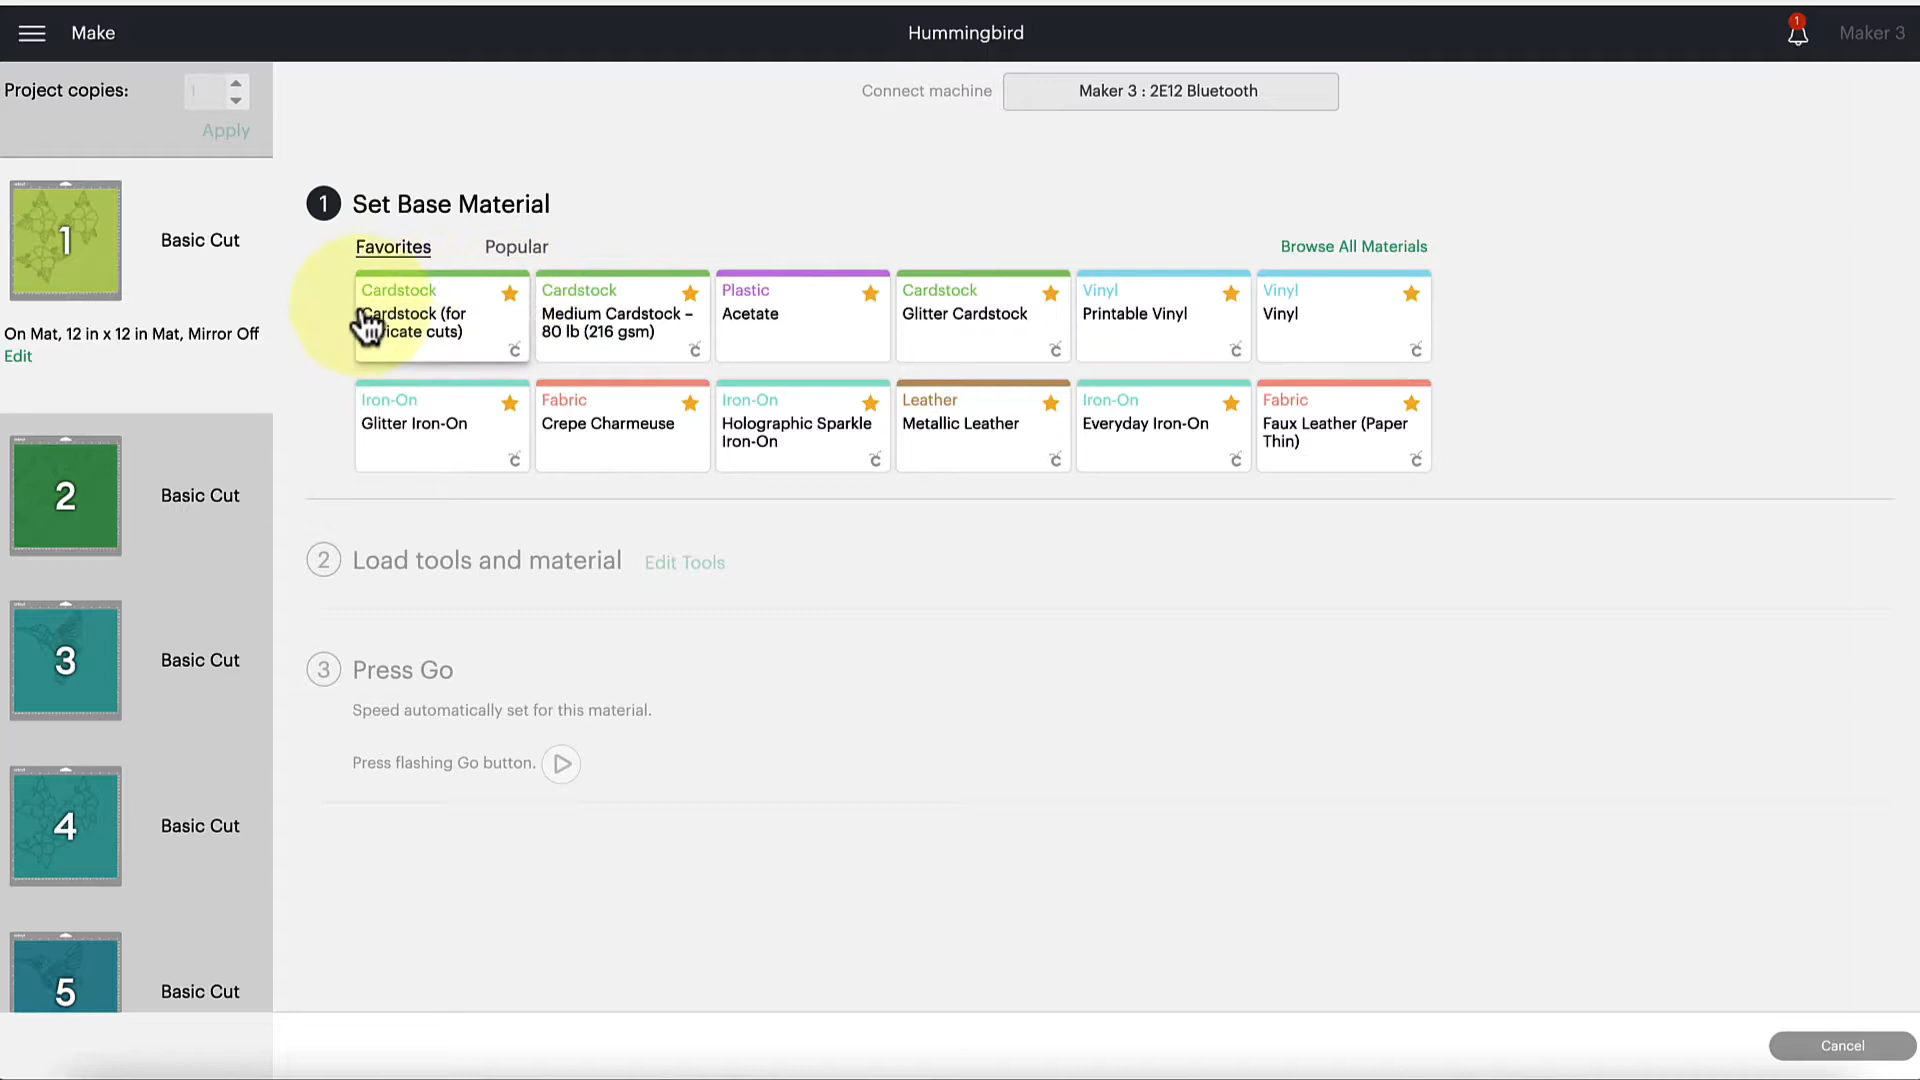 Make
Hummingbird
1
Maker 3
Project copies:
1
Apply
Connect machine
Maker 3 : 2E12 Bluetooth
1
Basic Cut
On Mat, 12 in x 12 in Mat, Mirror Off
Edit
2
Basic Cut
3
Basic Cut
4
Basic Cut
5
Basic Cut
1 Set Base Material
Favorites
Popular
Browse All Materials
Cardstock
Cardstock (for
cuts)
Cardstock
Medium Cardstock –
80 lb (216 gsm)
Plastic
Acetate
Cardstock
Glitter Cardstock
Vinyl
Printable Vinyl
Vinyl
Vinyl
Iron-On
Glitter Iron-On
Fabric
Crepe Charmeuse
Iron-On
Holographic Sparkle
Iron-On
Leather
Metallic Leather
Iron-On
Everyday Iron-On
Fabric
Faux Leather (Paper
Thin)
2 Load tools and material
Edit Tools
3 Press Go
Speed automatically set for this material.
Press flashing Go button.
Cancel